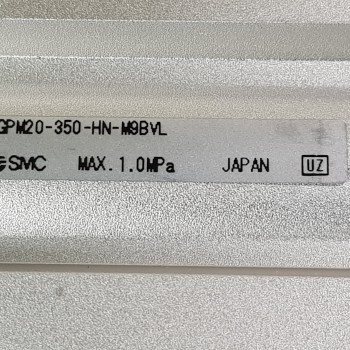 GPM20-350-HN-M9BVL
SMC MAX.1.0MPa JAPAN UZ